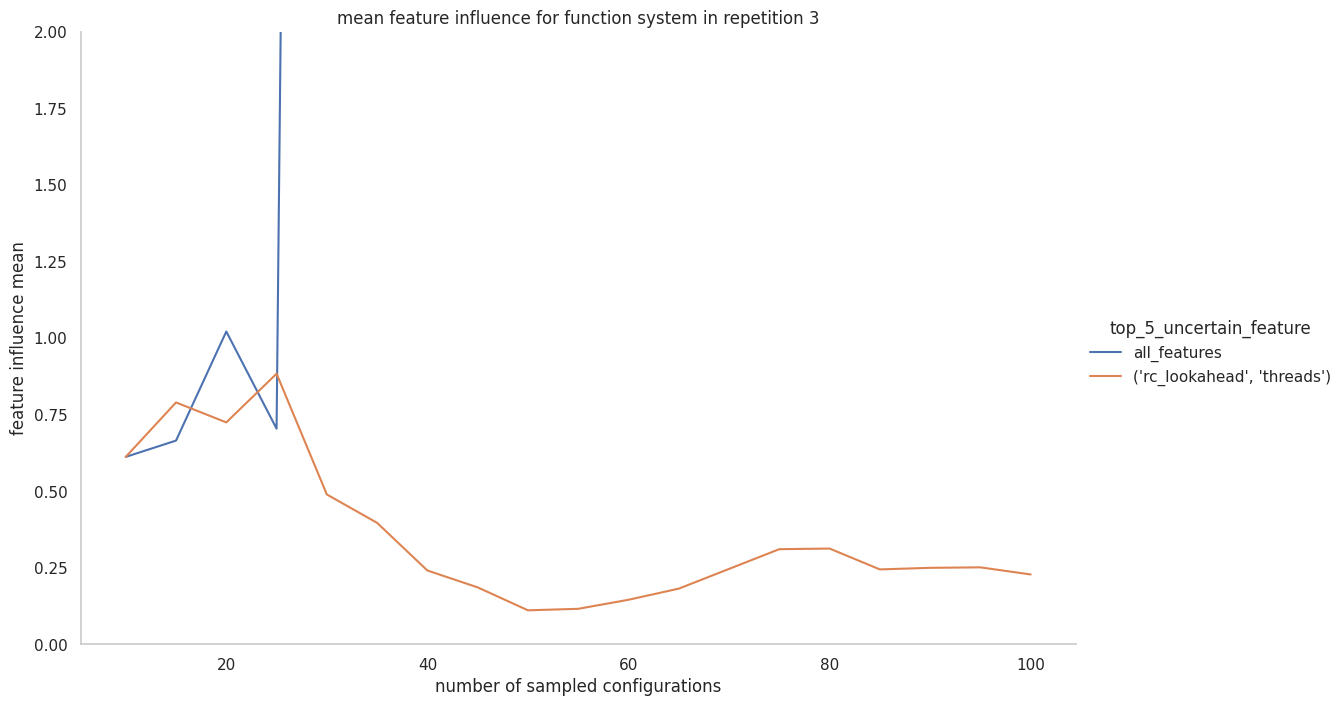 mean feature influence for function system in repetition 3
2.00
1.75
1.50
1.25
1.00
0.75
0.50
0.25
0.00
feature influence mean
20 40 60 80 100
number of sampled configurations
top_5_uncertain_feature
all_features
('rc_lookahead', 'threads')